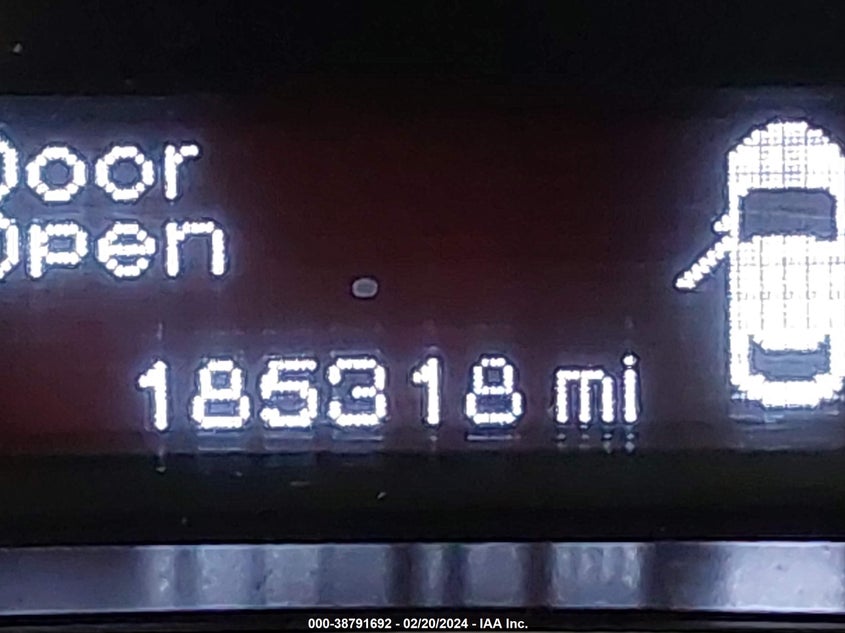 Door
Open
185318 mi
000-38791692 - 02/20/2024 - IAA Inc.